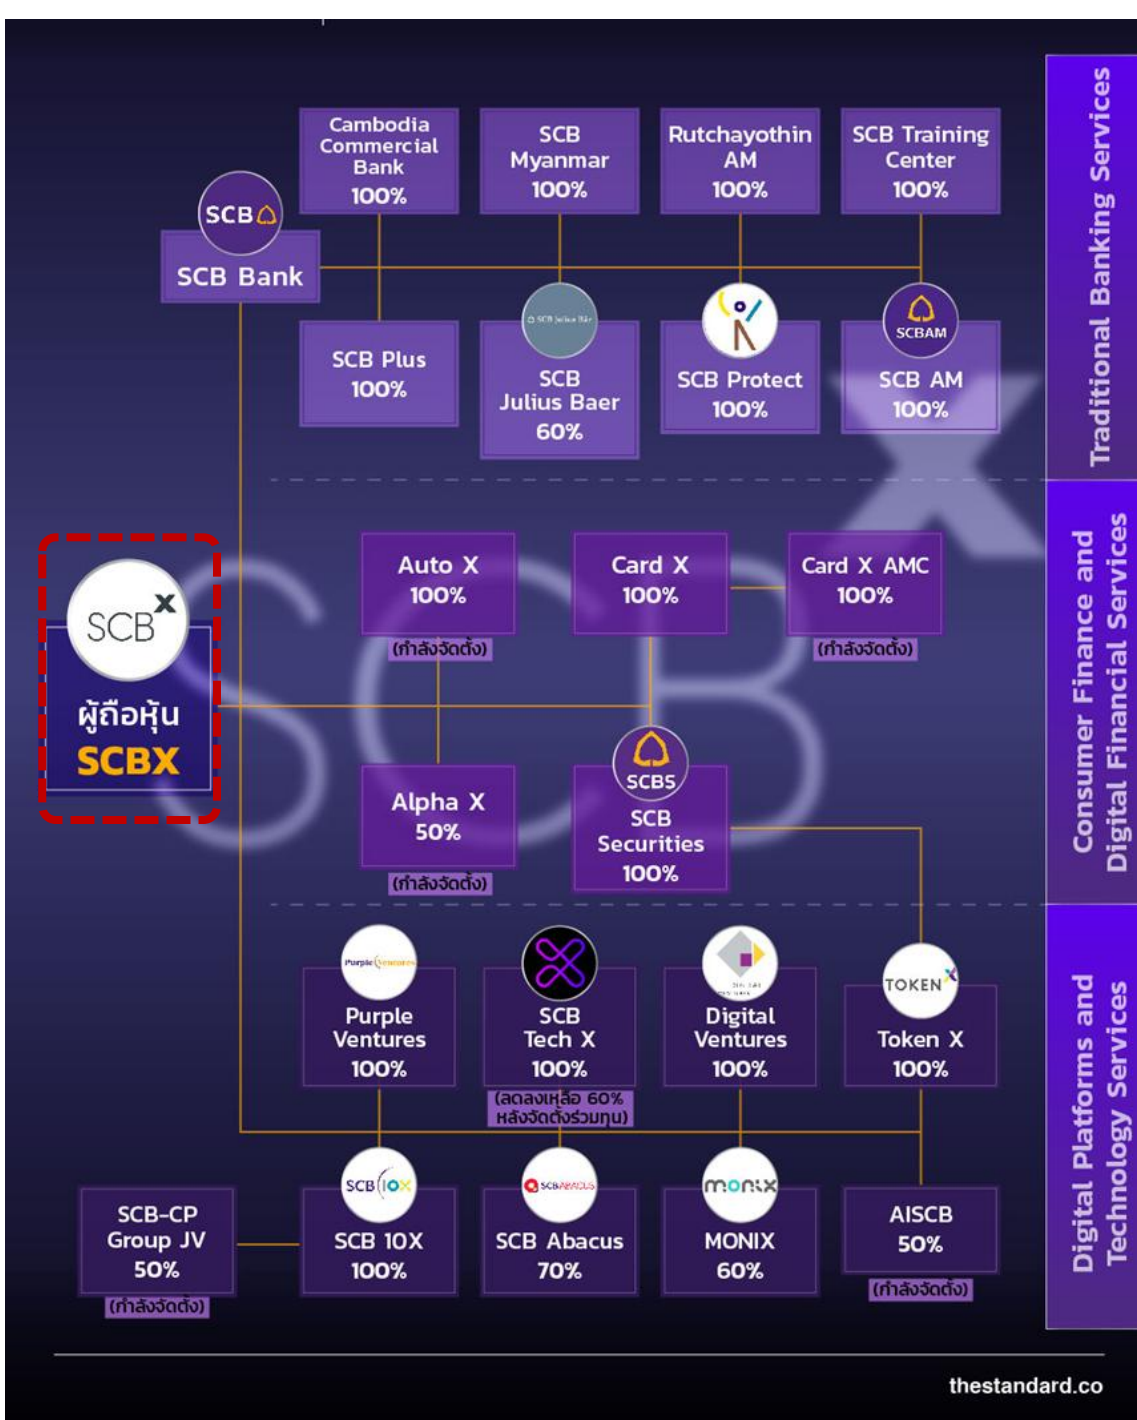 Cambodia
Commercial
Bank
100%
SCB
Myanmar
100%
Rutchayothin
AM
100%
SCB Training
Center
100%
SCB
SCB Bank
SCB Plus
100%
SCB Julius Bär
SCB
Julius Baer
60%
SCB Protect
100%
SCBAM
SCB AM
100%
Traditional Banking Services
SCB X
SCB X
ผู้ถือหุ้น
SCBX
Auto X
100%
(กำลังจัดตั้ง)
Card X
100%
Card X AMC
100%
(กำลังจัดตั้ง)
Alpha X
50%
(กำลังจัดตั้ง)
SCBS
SCB
Securities
100%
Consumer Finance and
Digital Financial Services
Purple Ventures
Purple
Ventures
100%
SCB
Tech X
100%
(ลดลงเหลือ 60%
หลังจัดตั้งร่วมทุน)
Digital
Ventures
100%
TOKEN X
Token X
100%
SCB-CP
Group JV
50%
(กำลังจัดตั้ง)
SCB 10X
SCB 10X
100%
SCB ABACUS
SCB Abacus
70%
monix
MONIX
60%
AISCB
50%
(กำลังจัดตั้ง)
Digital Platforms and
Technology Services
thestandard.co